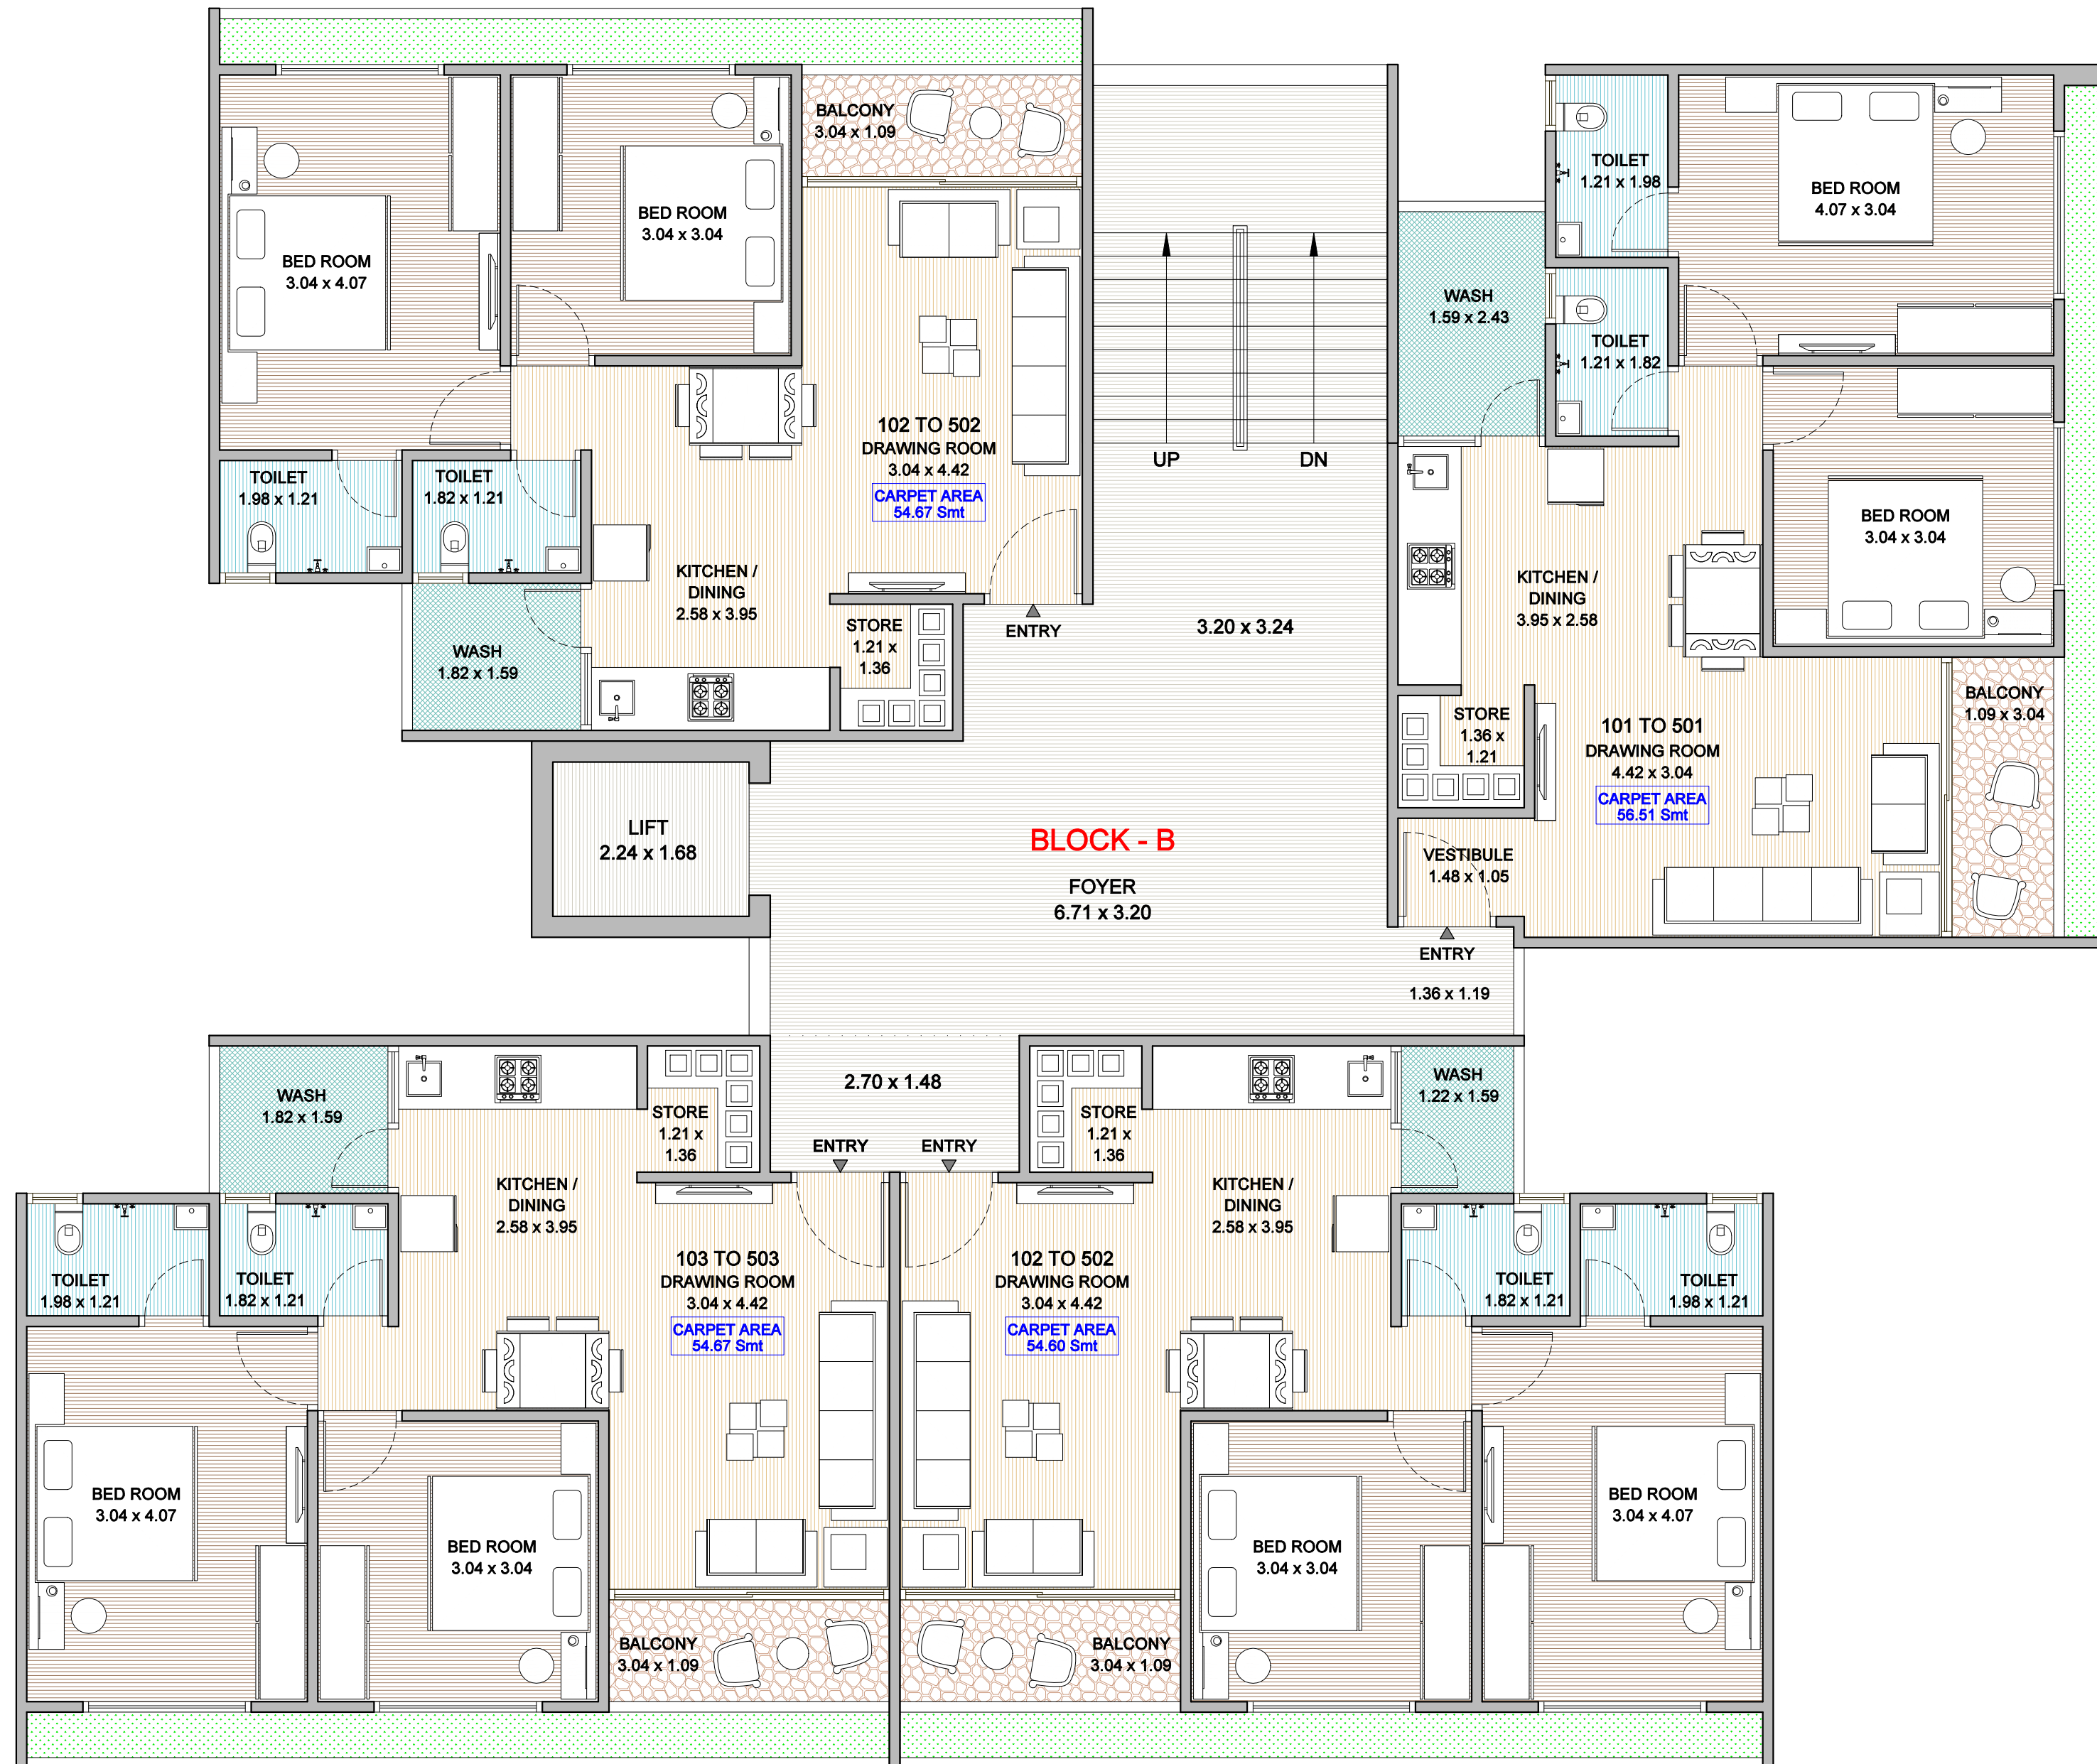 BALCONY
3.04 x 1.09
BED ROOM
3.04 x 4.07
BED ROOM
3.04 x 3.04
102 TO 502
DRAWING ROOM
3.04 x 4.42
CARPET AREA
54.67 Smt
TOILET
1.98 x 1.21
TOILET
1.82 x 1.21
KITCHEN /
DINING
2.58 x 3.95
WASH
1.82 x 1.59
STORE
1.21 x
1.36
ENTRY
UP
DN
3.20 x 3.24
TOILET
1.21 x 1.98
BED ROOM
4.07 x 3.04
WASH
1.59 x 2.43
TOILET
1.21 x 1.82
BED ROOM
3.04 x 3.04
KITCHEN /
DINING
3.95 x 2.58
STORE
1.36 x
1.21
101 TO 501
DRAWING ROOM
4.42 x 3.04
CARPET AREA
56.51 Smt
BALCONY
1.09 x 3.04
VESTIBULE
1.48 x 1.05
ENTRY
1.36 x 1.19
LIFT
2.24 x 1.68
BLOCK - B
FOYER
6.71 x 3.20
2.70 x 1.48
ENTRY
ENTRY
WASH
1.82 x 1.59
STORE
1.21 x
1.36
KITCHEN /
DINING
2.58 x 3.95
TOILET
1.98 x 1.21
TOILET
1.82 x 1.21
103 TO 503
DRAWING ROOM
3.04 x 4.42
CARPET AREA
54.67 Smt
BED ROOM
3.04 x 4.07
BED ROOM
3.04 x 3.04
BALCONY
3.04 x 1.09
STORE
1.21 x
1.36
WASH
1.22 x 1.59
KITCHEN /
DINING
2.58 x 3.95
102 TO 502
DRAWING ROOM
3.04 x 4.42
CARPET AREA
54.60 Smt
TOILET
1.82 x 1.21
TOILET
1.98 x 1.21
BED ROOM
3.04 x 3.04
BED ROOM
3.04 x 4.07
BALCONY
3.04 x 1.09